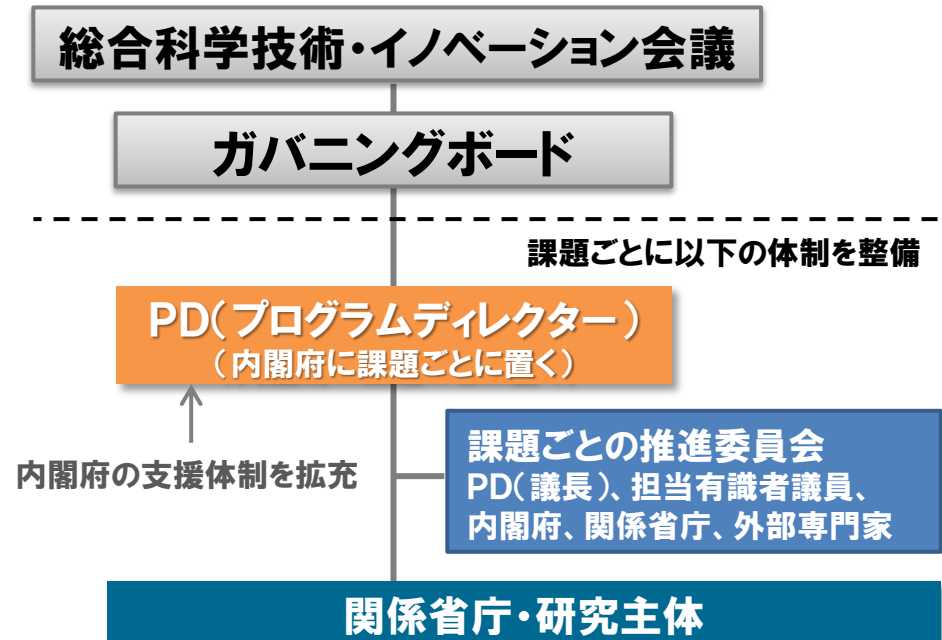 総合科学技術・イノベーション会議
ガバニングボード
課題ごとに以下の体制を整備
PD(プログラムディレクター)
(内閣府に課題ごとに置く)
内閣府の支援体制を拡充
課題ごとの推進委員会
PD(議長)、担当有識者議員、
内閣府、関係省庁、外部専門家
関係省庁・研究主体